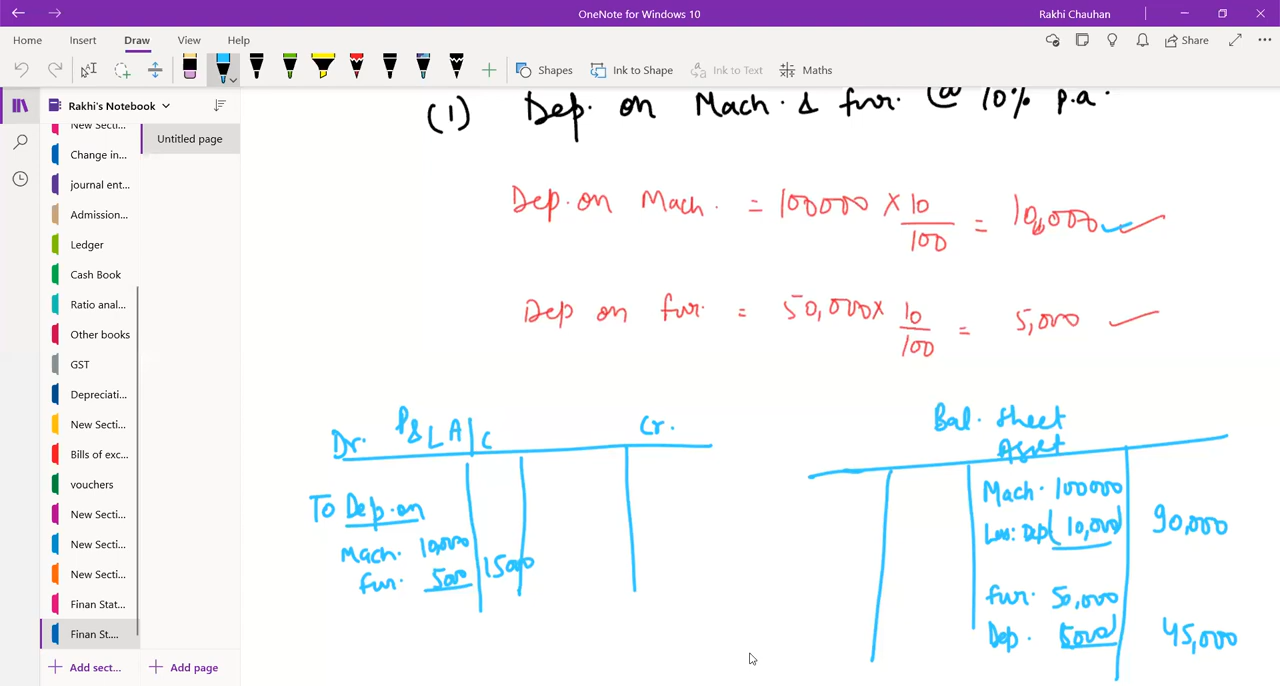 OneNote for Windows 10
Rakhi Chauhan
Home Insert Draw View Help
Share
Shapes Ink to Shape Ink to Text Maths
Rakhi's Notebook
Untitled page
New Secti...
Change in...
journal ent...
Admission...
Ledger
Cash Book
Ratio anal...
Other books
GST
Depreciati...
New Secti...
Bills of exc...
vouchers
New Secti...
New Secti...
New Secti...
Finan Stat...
Finan St....
Add sect...
Add page
(1) Dep. on Mach. & fur. @ 10% p.a.
Dep. on Mach. = 100000 × 10/100 = 10,000
Dep on fur. = 50,000 × 10/100 = 5,000
Dr. P & L A/C Cr.
To Dep. on
Mach. 10,000
fur. 5000 15000
Bal. Sheet
Asset
Mach. 100000
Less: Dep (10,000) 90,000
fur. 50,000
Dep. 5000) 45,000